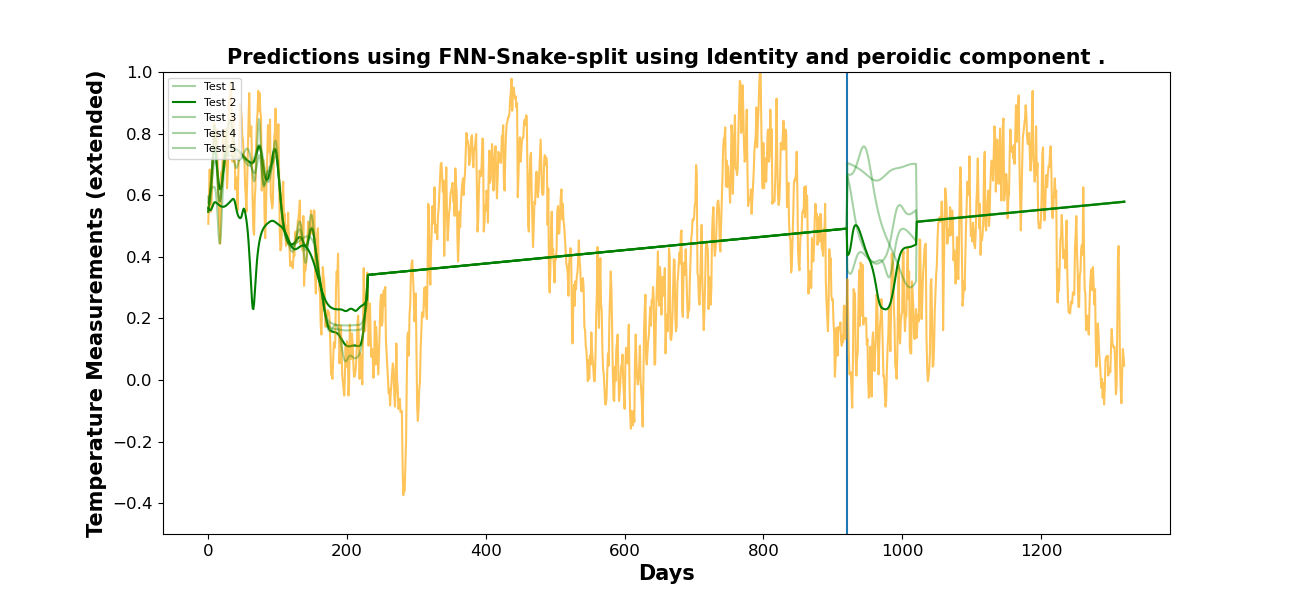 Predictions using FNN-Snake-split using Identity and peroidic component .
Temperature Measurements (extended)
1.0
0.8
0.6
0.4
0.2
0.0
−0.2
−0.4
Test 1
Test 2
Test 3
Test 4
Test 5
0 200 400 600 800 1000 1200
Days